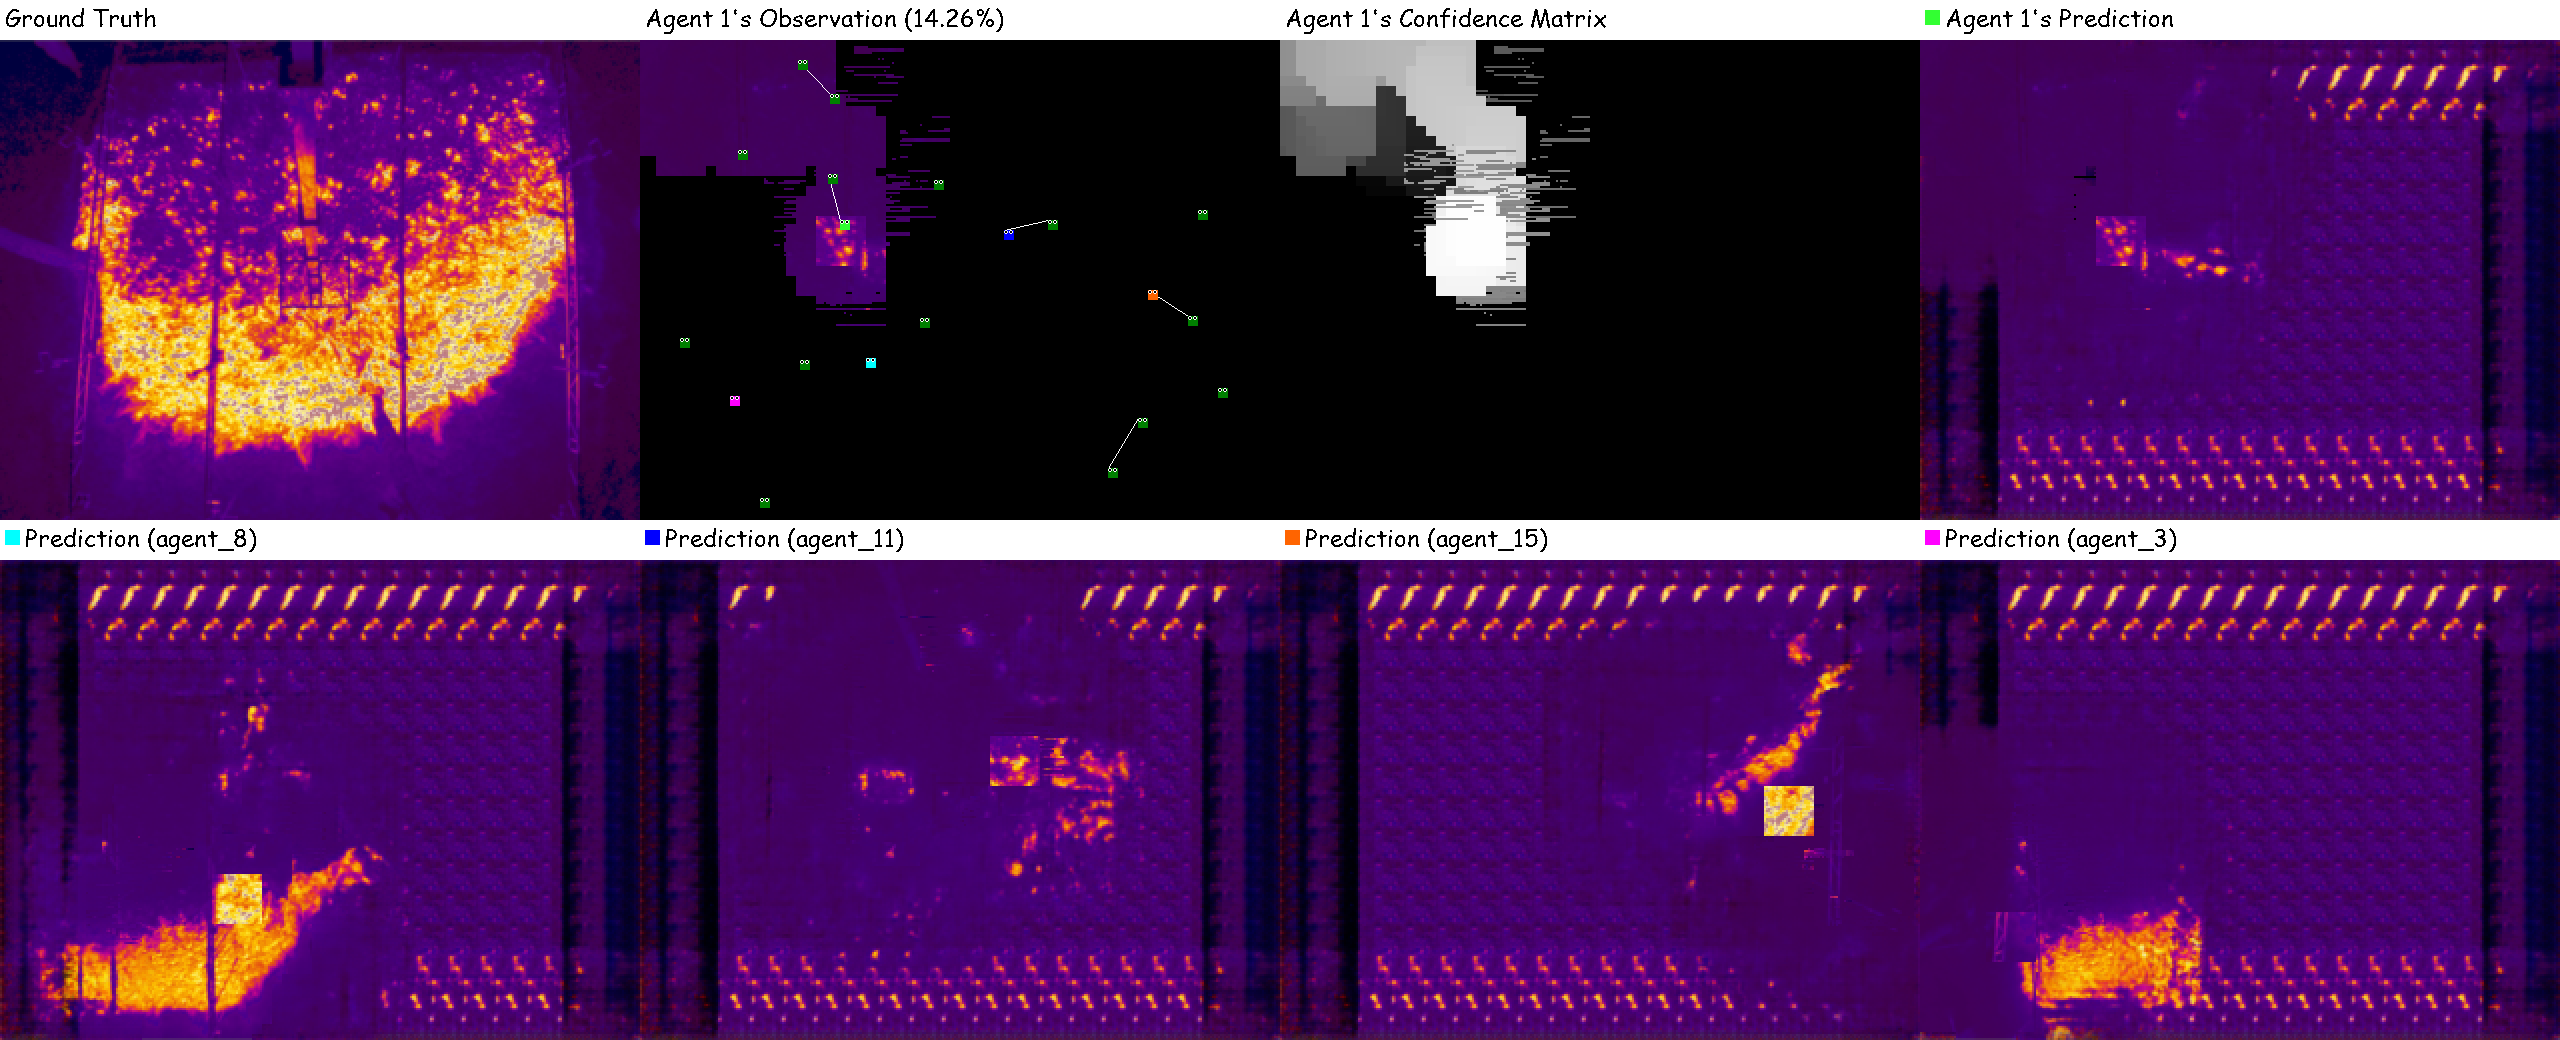 Ground Truth
Agent 1's Observation (14.26%)
Agent 1's Confidence Matrix
Agent 1's Prediction
Prediction (agent_8)
Prediction (agent_11)
Prediction (agent_15)
Prediction (agent_3)